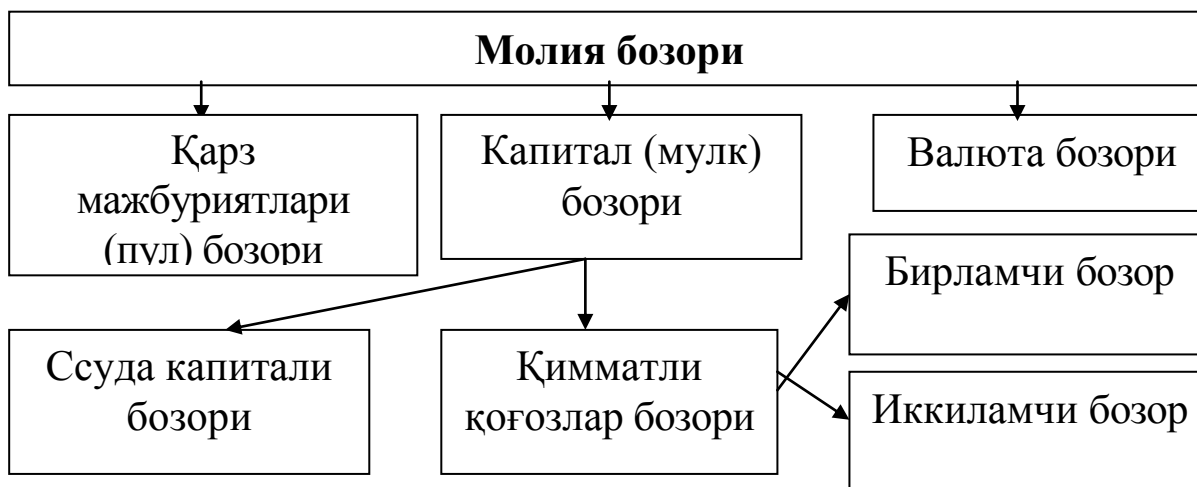 Молия бозори
Қарз
мажбуриятлари
(пул) бозори
Капитал (мулк)
бозори
Валюта бозори
Бирламчи бозор
Ссуда капитали
бозори
Қимматли
қоғозлар бозори
Иккиламчи бозор